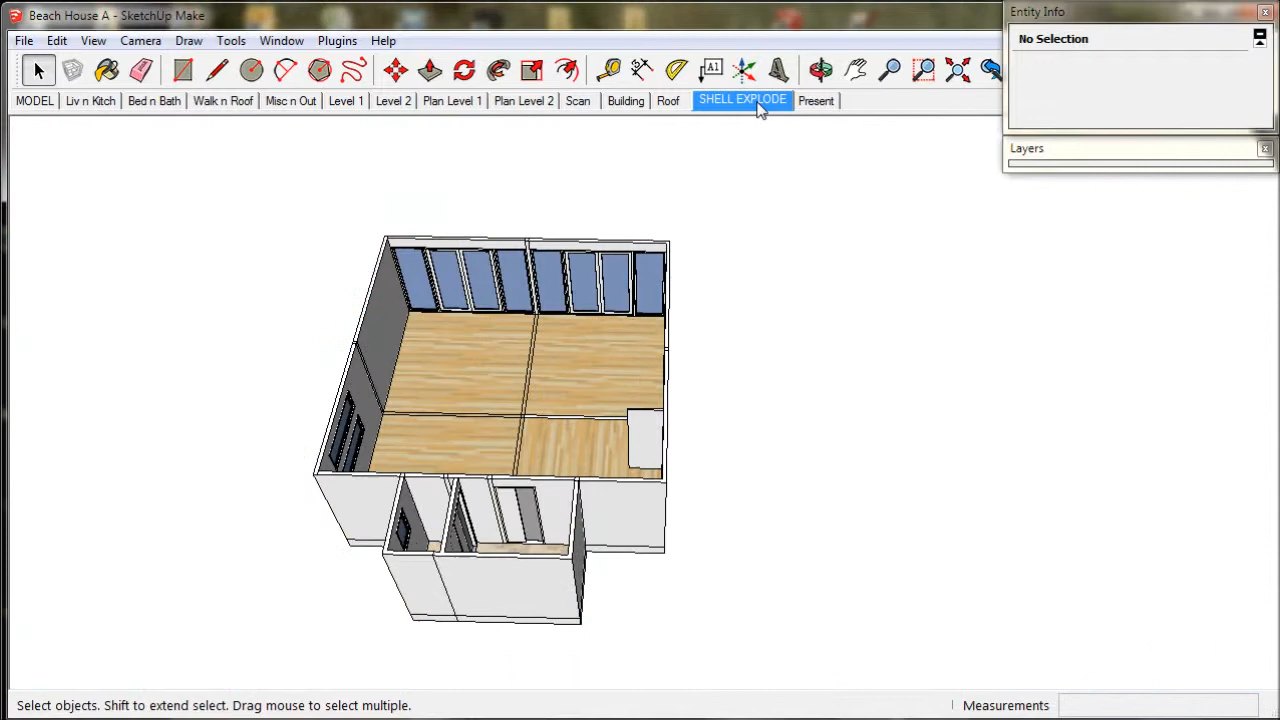 Beach House A - SketchUp Make
File Edit View Camera Draw Tools Window Plugins Help
A1
MODEL Liv n Kitch Bed n Bath Walk n Roof Misc n Out Level 1 Level 2 Plan Level 1 Plan Level 2 Scan Building Roof SHELL EXPLODE Present
Entity Info
No Selection
Layers
Select objects. Shift to extend select. Drag mouse to select multiple.
Measurements